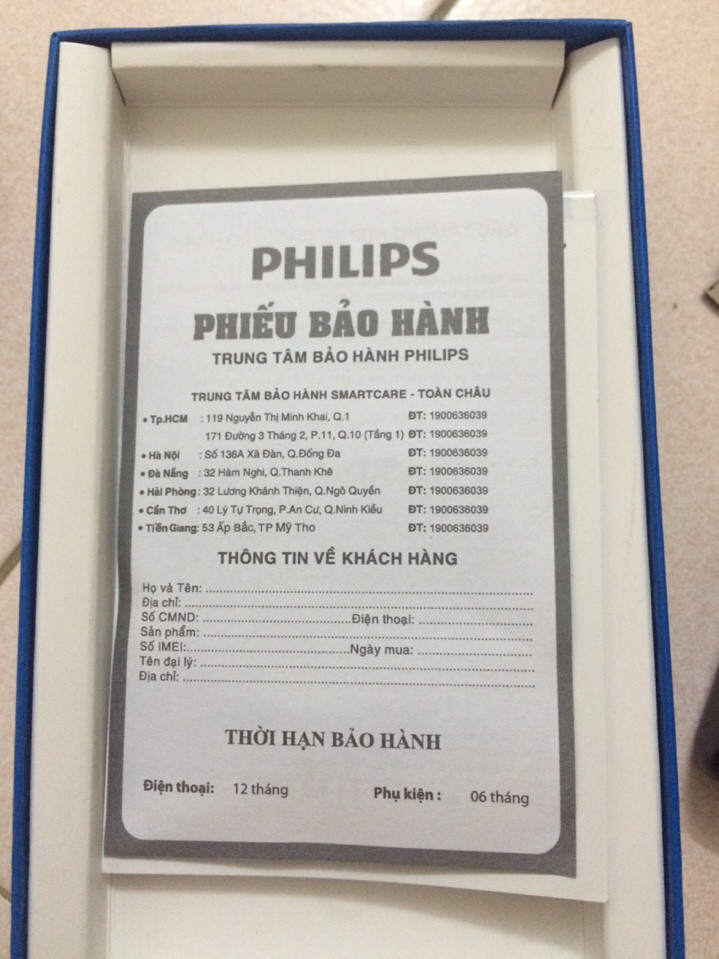 PHILIPS
PHIẾU BẢO HÀNH
TRUNG TÂM BẢO HÀNH PHILIPS
TRUNG TÂM BẢO HÀNH SMARTCARE - TOÀN CHÂU
• Tp.HCM : 119 Nguyễn Thị Minh Khai, Q.1 ĐT: 1900636039
171 Đường 3 Tháng 2, P.11, Q.10 (Tầng 1) ĐT: 1900636039
• Hà Nội : Số 136A Xã Đàn, Q.Đống Đa ĐT: 1900636039
• Đà Nẵng : 32 Hàm Nghi, Q.Thanh Khê ĐT: 1900636039
• Hải Phòng: 32 Lương Khánh Thiện, Q.Ngô Quyền ĐT: 1900636039
• Cần Thơ : 40 Lý Tự Trọng, P.An Cư, Q.Ninh Kiều ĐT: 1900636039
• Tiền Giang: 53 Ấp Bắc, TP Mỹ Tho ĐT: 1900636039
THÔNG TIN VỀ KHÁCH HÀNG
Họ và Tên: ........................................
Địa chỉ: ........................................
Số CMND: ........................Điện thoại: ....................
Sản phẩm: ........................................
Số IMEI:........................Ngày mua: ....................
Tên đại lý: ........................................
Địa chỉ: ........................................
THỜI HẠN BẢO HÀNH
Điện thoại: 12 tháng Phụ kiện : 06 tháng